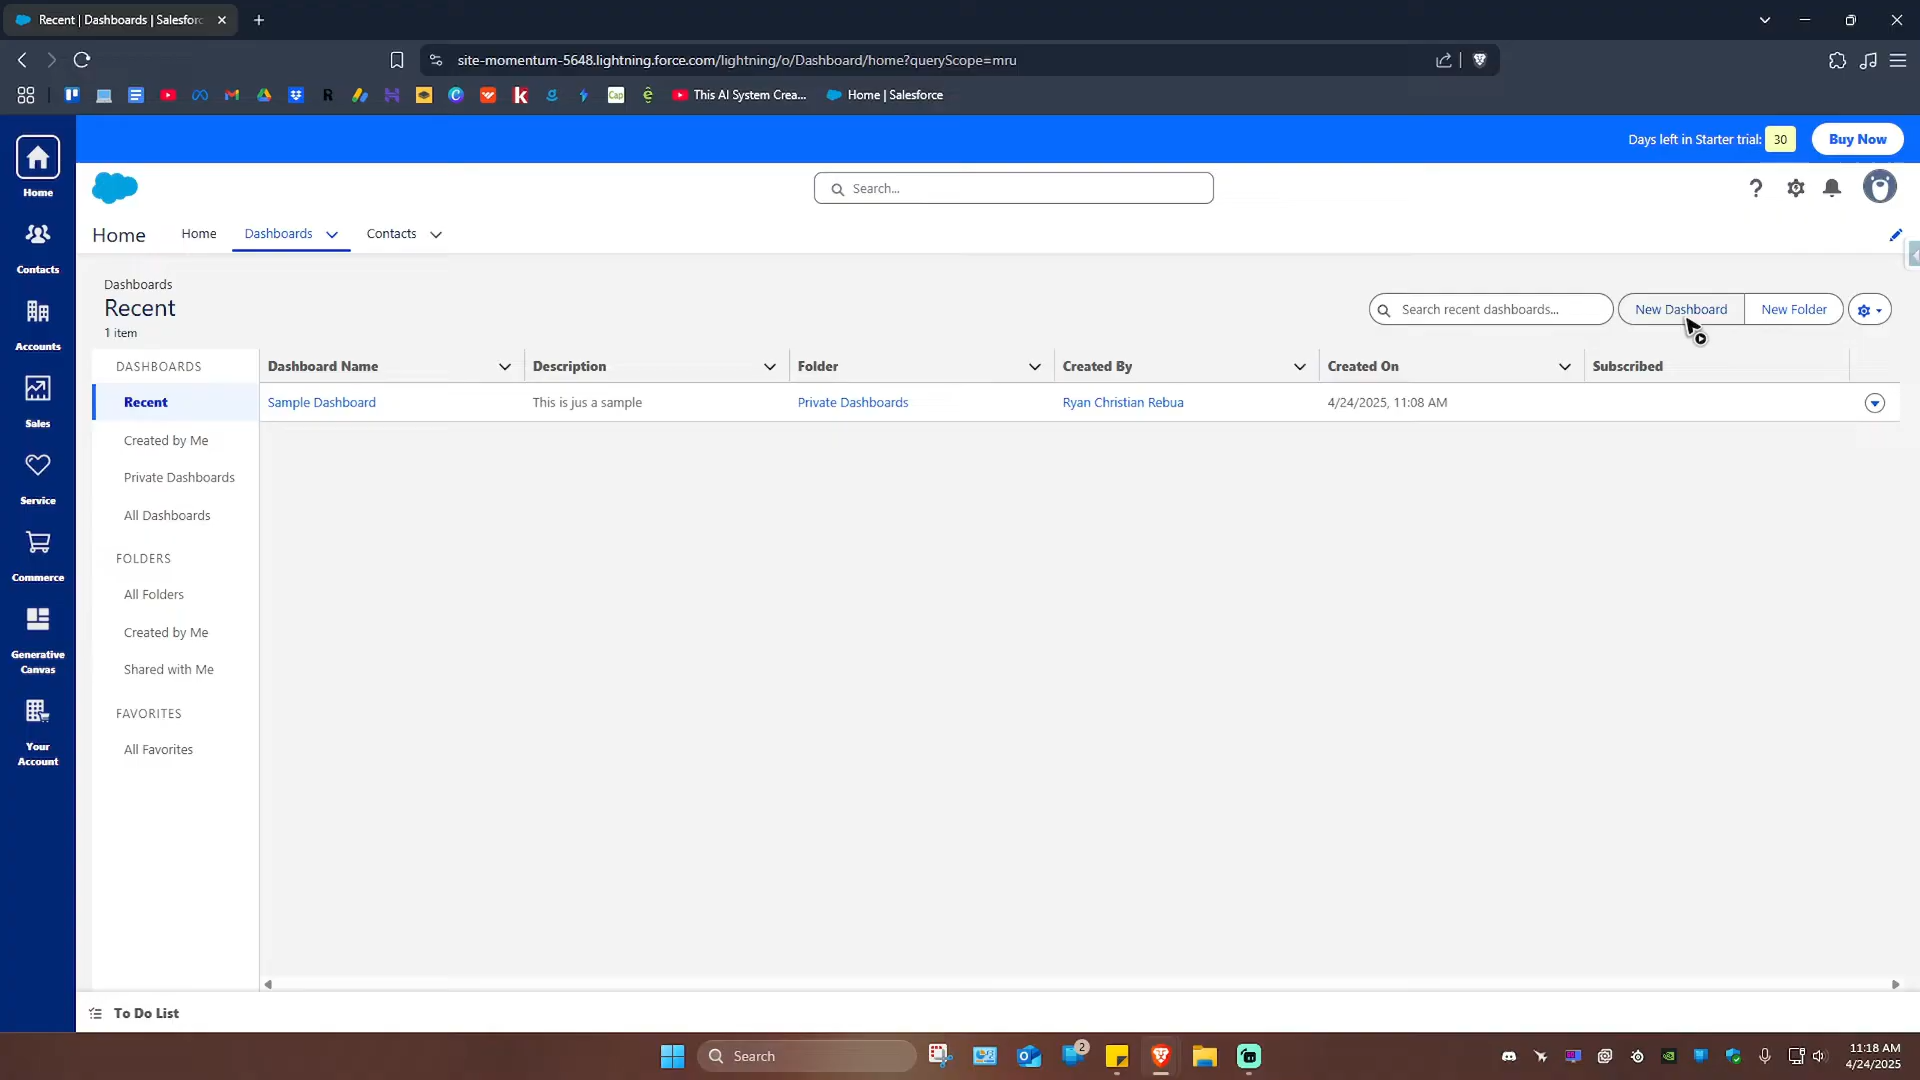 Recent | Dashboards | Salesforc
site-momentum-5648.lightning.force.com/lightning/o/Dashboard/home?queryScope=mru
This AI System Crea...
Home | Salesforce
Days left in Starter trial: 30
Buy Now
Search...
Home
Home
Dashboards
Contacts
Home
Contacts
Accounts
Sales
Service
Commerce
Generative
Canvas
Your
Account
Dashboards
Recent
1 item
Search recent dashboards...
New Dashboard
New Folder
DASHBOARDS
Recent
Created by Me
Private Dashboards
All Dashboards
FOLDERS
All Folders
Created by Me
Shared with Me
FAVORITES
All Favorites
Dashboard Name
Description
Folder
Created By
Created On
Subscribed
Sample Dashboard
This is jus a sample
Private Dashboards
Ryan Christian Rebua
4/24/2025, 11:08 AM
To Do List
Search
2
11:18 AM
4/24/2025